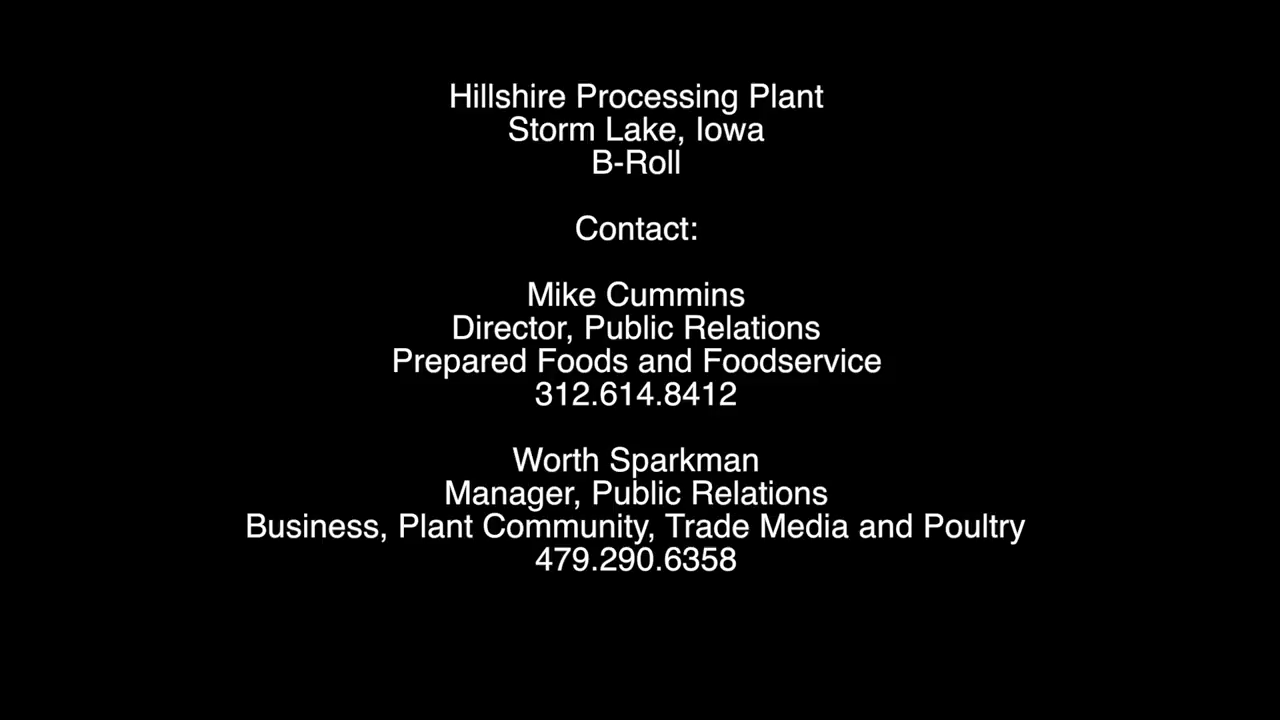 Hillshire Processing Plant
Storm Lake, Iowa
B-Roll
Contact:
Mike Cummins
Director, Public Relations
Prepared Foods and Foodservice
312.614.8412
Worth Sparkman
Manager, Public Relations
Business, Plant Community, Trade Media and Poultry
479.290.6358